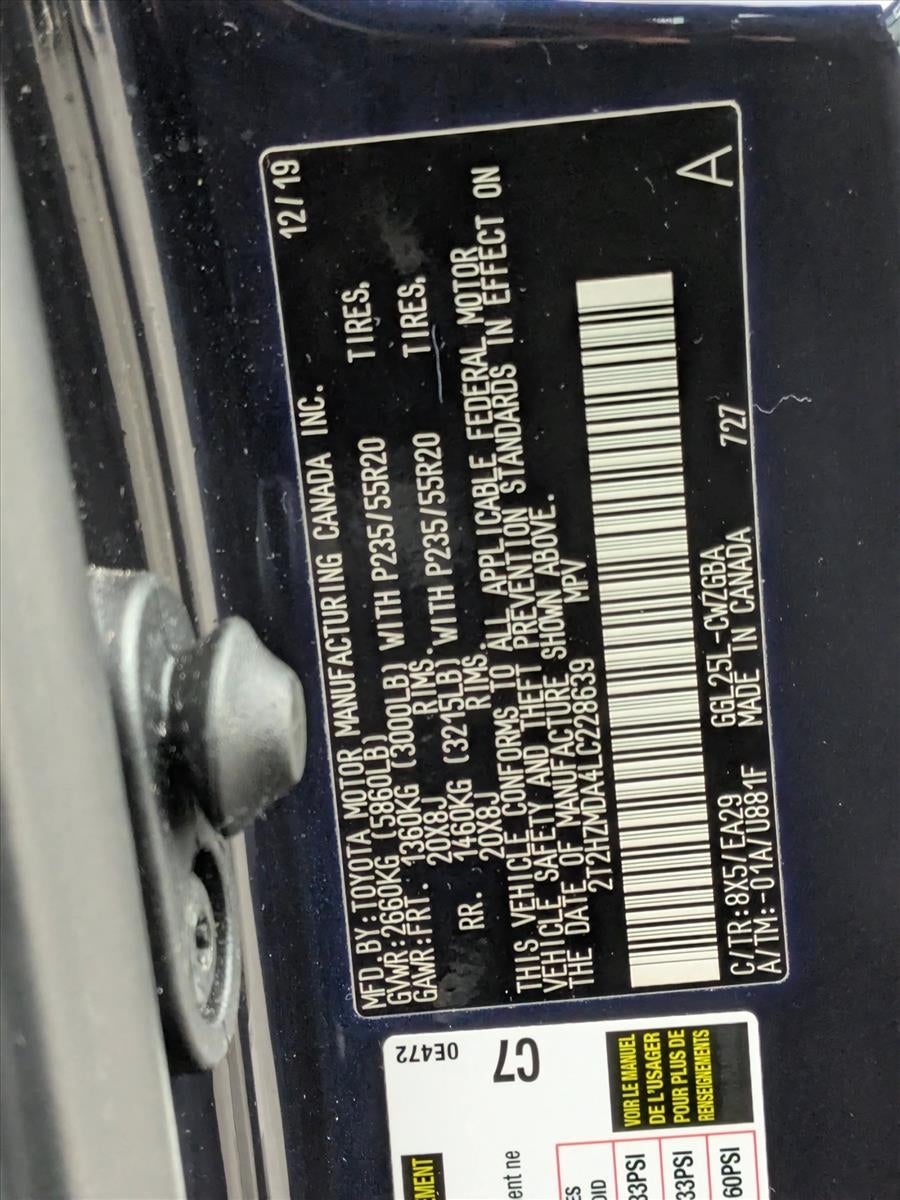 MFD.BY:TOYOTA MOTOR MANUFACTURING CANADA INC. 12/19
GVWR:2660KG (5860LB)
GAWR:FRT. 1360KG (3000LB) WITH P235/55R20 TIRES,
20X8J RIMS.
RR. 1460KG (3215LB) WITH P235/55R20 TIRES,
20X8J RIMS.
THIS VEHICLE CONFORMS TO ALL APPLICABLE FEDERAL MOTOR
VEHICLE SAFETY AND THEFT PREVENTION STANDARDS IN EFFECT ON
THE DATE OF MANUFACTURE SHOWN ABOVE.
2T2HZMDA4LC228639 MPV
C/TR:8X5/EA29 GGL25L-CWZGBA 727
A/TM:-01A/U881F MADE IN CANADA A
0E472
C7
VOIR LE MANUEL
DE L'USAGER
POUR PLUS DE
RENSEIGNEMENTS
ent ne
33PSI
33PSI
60PSI